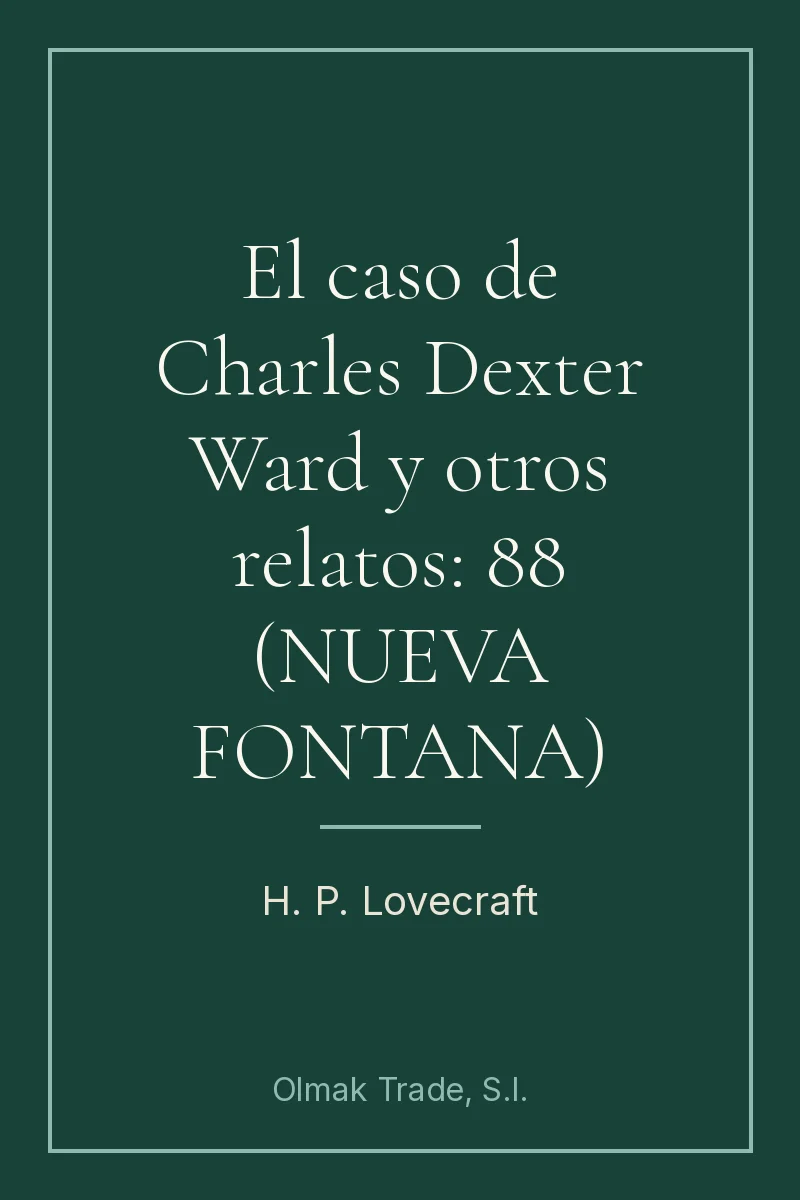 El caso de
Charles Dexter
Ward y otros
relatos: 88
(NUEVA
FONTANA)
H. P. Lovecraft
Olmak Trade, S.l.